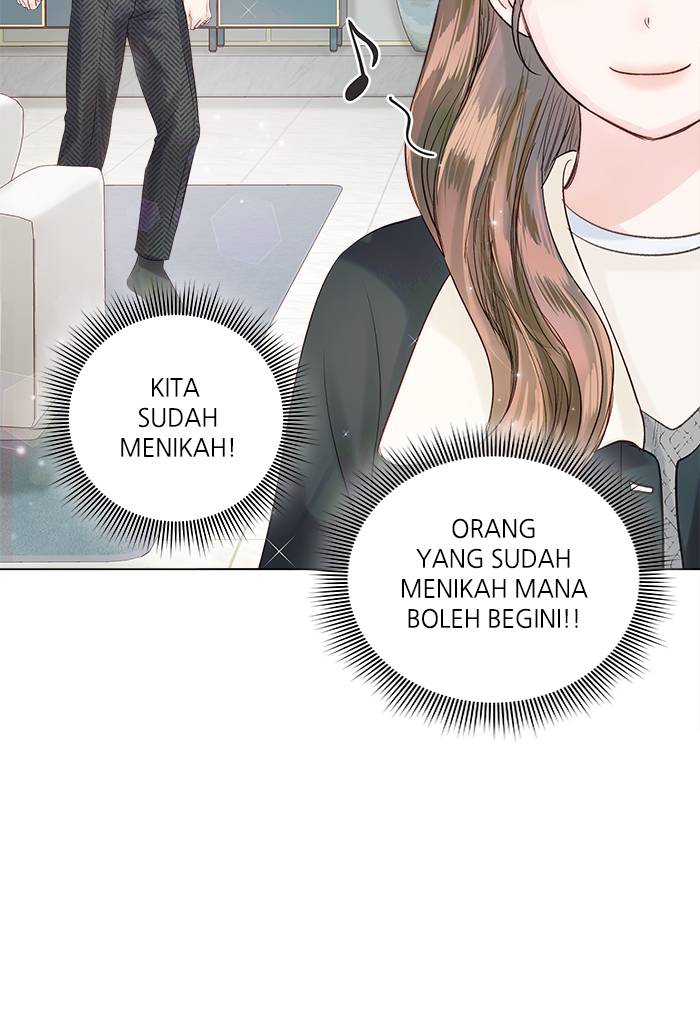 KITA
SUDAH
MENIKAH!
ORANG
YANG SUDAH
MENIKAH MANA
BOLEH BEGINI!!